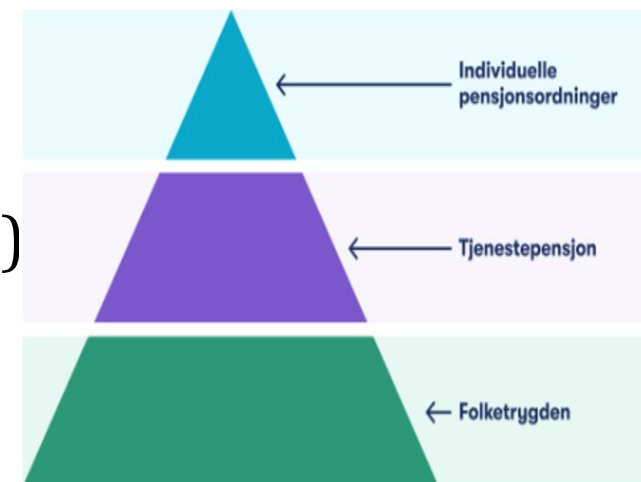 Individuelle
pensjonsordninger
)
Tjenestepensjon
Folketrygden